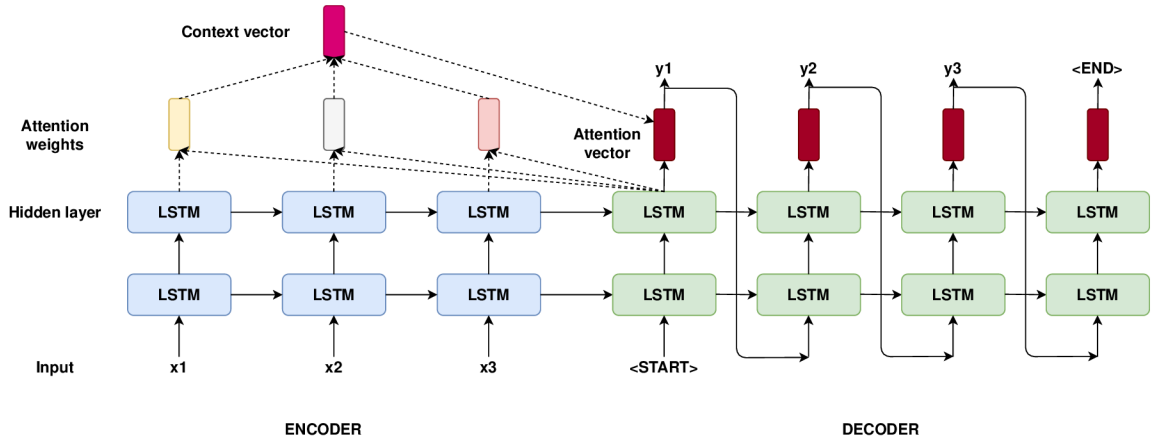 Context vector
y1
y2
y3
<END>
Attention
weights
Attention
vector
Hidden layer
LSTM
LSTM
LSTM
LSTM
LSTM
LSTM
LSTM
LSTM
LSTM
LSTM
LSTM
LSTM
LSTM
LSTM
Input
x1
x2
x3
<START>
ENCODER
DECODER